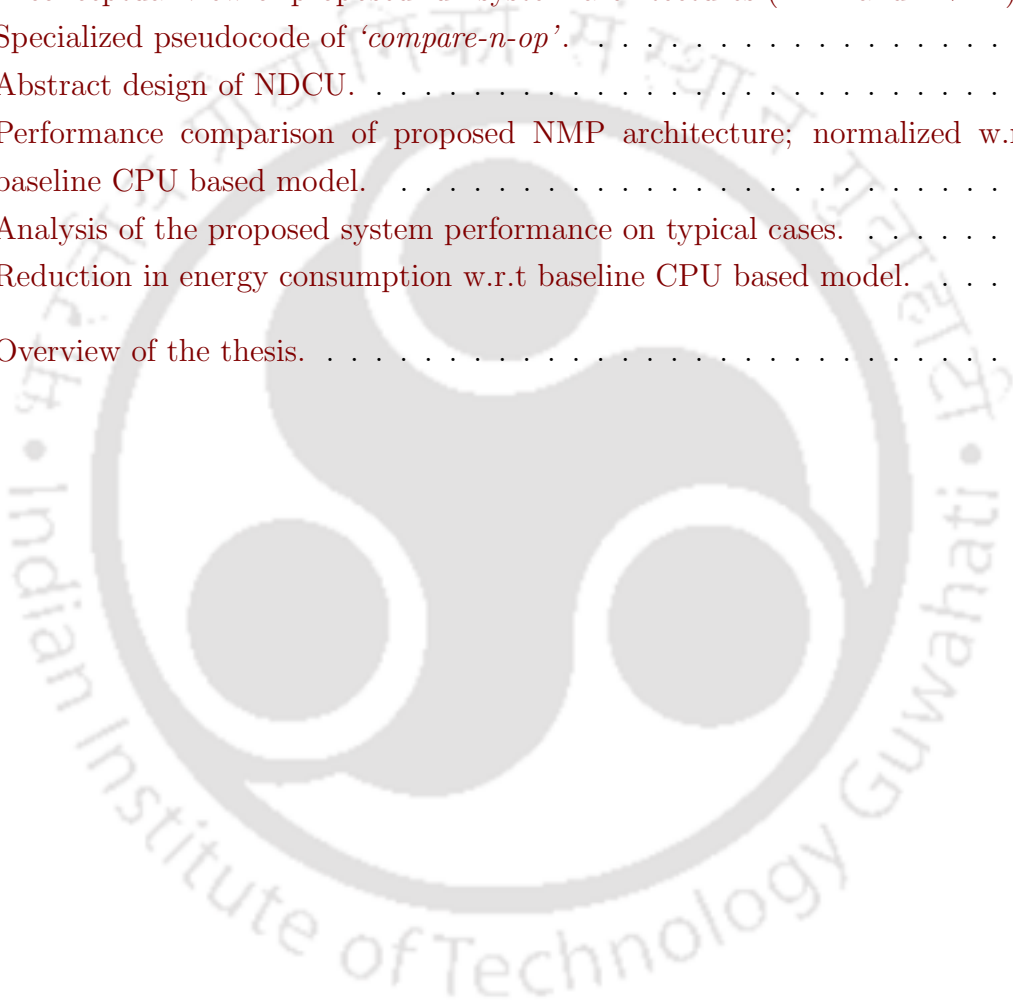 Specialized pseudocode of ‘compare-n-op’. . . . . . . . . . . . . . . . . .
Abstract design of NDCU. . . . . . . . . . . . . . . . . . . . . . . . . . .
Performance comparison of proposed NMP architecture; normalized
baseline CPU based model. . . . . . . . . . . . . . . . . . . . . . . . . .
Analysis of the proposed system performance on typical cases. . . . . . .
Reduction in energy consumption w.r.t baseline CPU based model. . . . .
Overview of the thesis. . . . . . . . . . . . . . . . . . . . . . . . . . . . .
Indian Institute of Technology Guwahati